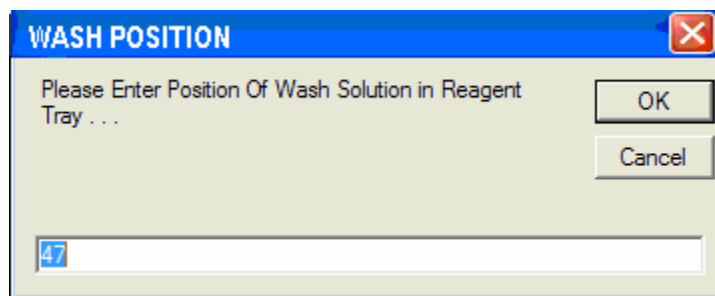 WASH POSITION
Please Enter Position Of Wash Solution in Reagent
Tray . . .
OK
Cancel
47